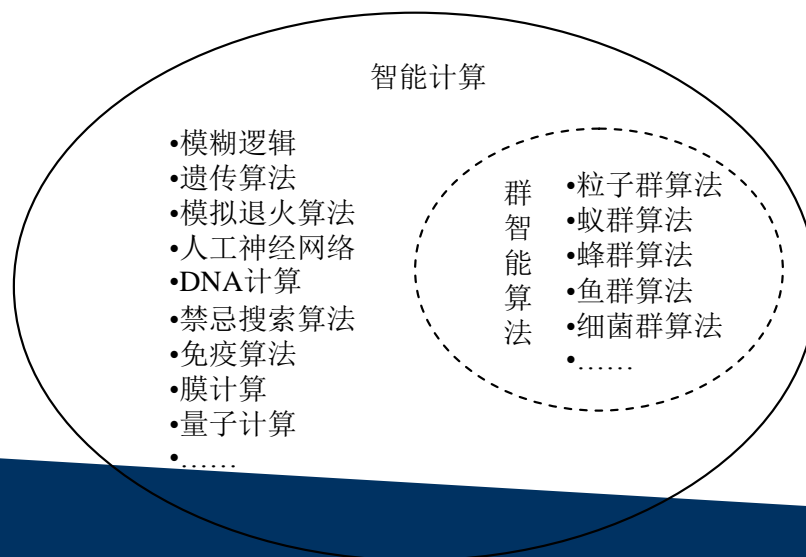 智能计算
•模糊逻辑
•遗传算法
•模拟退火算法
•人工神经网络
•DNA计算
•禁忌搜索算法
•免疫算法
•膜计算
•量子计算
•……
群智能算法
•粒子群算法
•蚁群算法
•蜂群算法
•鱼群算法
•细菌群算法
•……